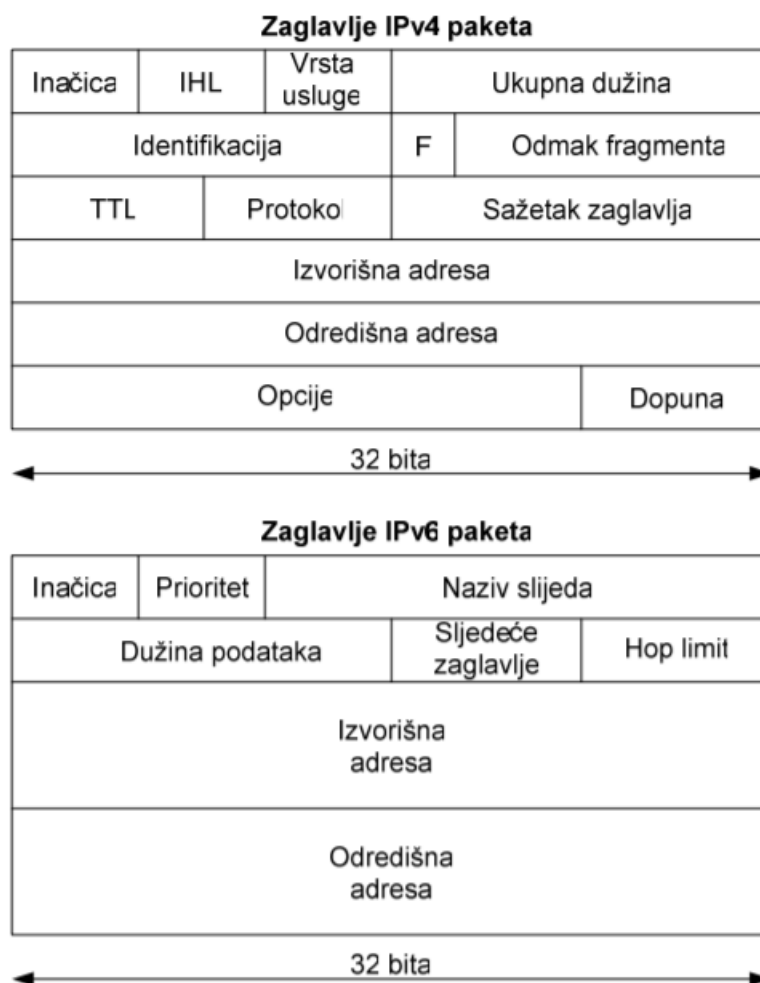 Zaglavlje IPv4 paketa
Inačica IHL Vrsta usluge Ukupna dužina
Identifikacija F Odmak fragmenta
TTL Protokol Sažetak zaglavlja
Izvorišna adresa
Odredišna adresa
Opcije Dopuna
32 bita
Zaglavlje IPv6 paketa
Inačica Prioritet Naziv slijeda
Dužina podataka Sljedeće zaglavlje Hop limit
Izvorišna
adresa
Odredišna
adresa
32 bita